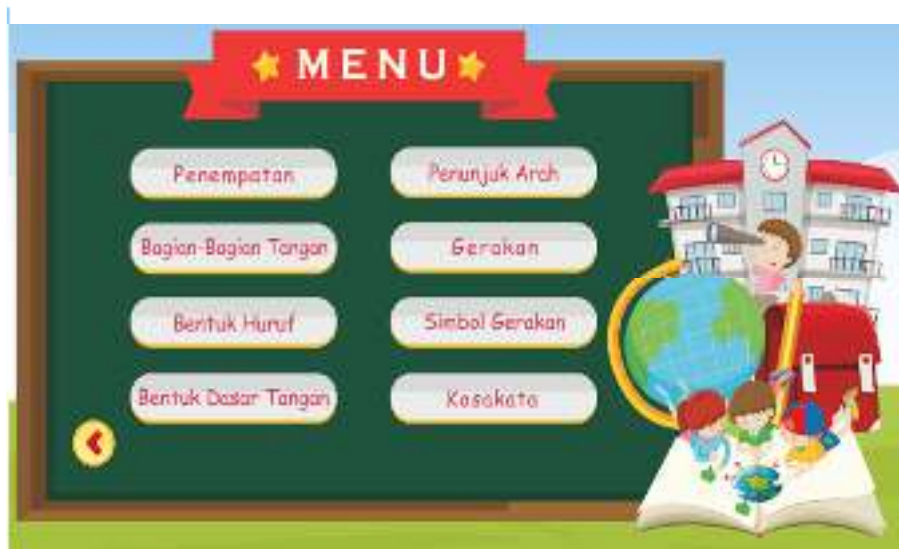 MENU
Penempatan
Bagian-Bagian Tangan
Bentuk Huruf
Bentuk Dasar Tangan
Penunjuk Arah
Gerakan
Simbol Gerakan
Kosakata